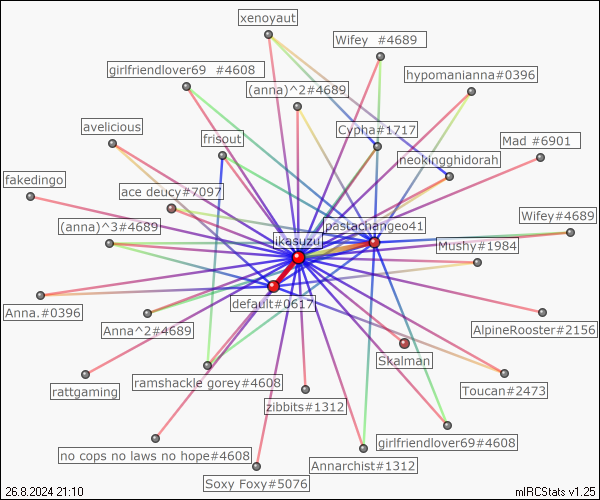 xenoyaut
Wifey  #4689
girlfriendlover69  #4608
hypomanianna#0396
(anna)^2#4689
avelicious
Cypha#1717
frisout
Mad #6901
neokingghidorah
fakedingo
ace deucy#7097
Wifey#4689
(anna)^3#4689
pastachangeo41
ikasuzu
Mushy#1984
default#0617
Anna.#0396
Anna^2#4689
AlpineRooster#2156
Skalman
rattgaming
ramshackle gorey#4608
Toucan#2473
zibbits#1312
girlfriendlover69#4608
no cops no laws no hope#4608
Annarchist#1312
Soxy Foxy#5076
26.8.2024 21:10
mIRCStats v1.25